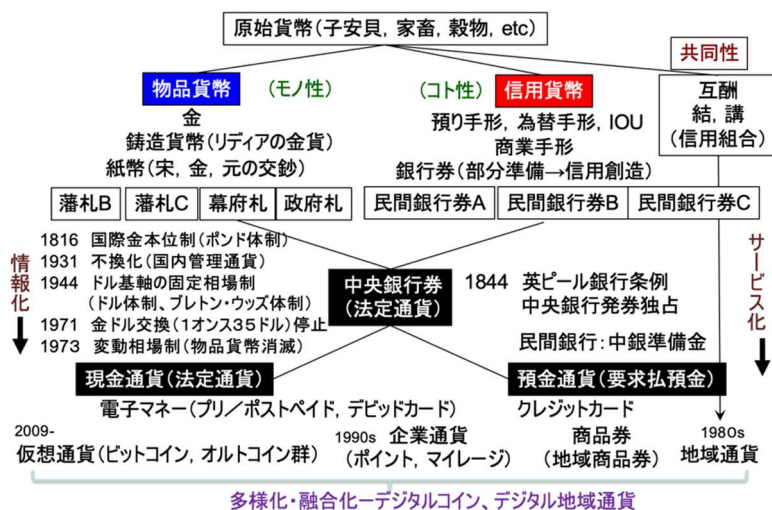 原始貨幣(子安貝, 家畜, 穀物, etc)
共同性
物品貨幣
(モノ性)
(コト性)
信用貨幣
互酬
結, 講
(信用組合)
金
鋳造貨幣(リディアの金貨)
紙幣(宋, 金, 元の交鈔)
預り手形, 為替手形, IOU
商業手形
銀行券(部分準備→信用創造)
藩札B
藩札C
幕府札
政府札
民間銀行券A
民間銀行券B
民間銀行券C
情報化
1816 国際金本位制(ポンド体制)
1931 不換化(国内管理通貨)
1944 ドル基軸の固定相場制
(ドル体制、ブレトン・ウッズ体制)
1971 金ドル交換(1オンス35ドル)停止
1973 変動相場制(物品貨幣消滅)
中央銀行券
(法定通貨)
1844 英ピール銀行条例
中央銀行発券独占
民間銀行:中銀準備金
サービス化
現金通貨(法定通貨)
預金通貨(要求払預金)
電子マネー(プリ/ポストペイド, デビッドカード)
クレジットカード
2009-
仮想通貨(ビットコイン, オルトコイン群)
1990s 企業通貨
(ポイント, マイレージ)
商品券
(地域商品券)
1980s
地域通貨
多様化・融合化ーデジタルコイン、デジタル地域通貨